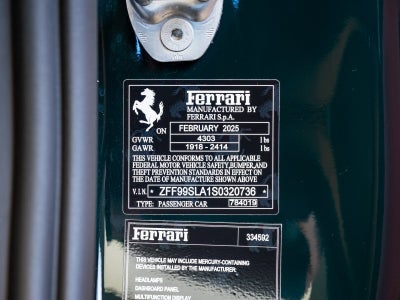 Ferrari
MANUFACTURED BY
FERRARI S.p.A.
ON FEBRUARY 2025
GVWR 4303 lbs
GAWR 1916 - 2414 lbs
THIS VEHICLE CONFORMS TO ALL APPLICABLE
FEDERAL MOTOR VEHICLE SAFETY,BUMPER,AND
THEFT PREVENTION STANDARDS IN EFFECT ON
THE DATE OF MANUFACTURE SHOWN ABOVE
V.I.N. * ZFF99SLA1S0320736 *
TYPE: PASSENGER CAR 784019
Ferrari 334592
THIS VEHICLE MAY INCLUDE MERCURY-CONTAINING
DEVICES INSTALLED BY THE MANUFACTURER:
HEADLAMPS
DASHBOARD PANEL
MULTIFUNCTION DISPLAY